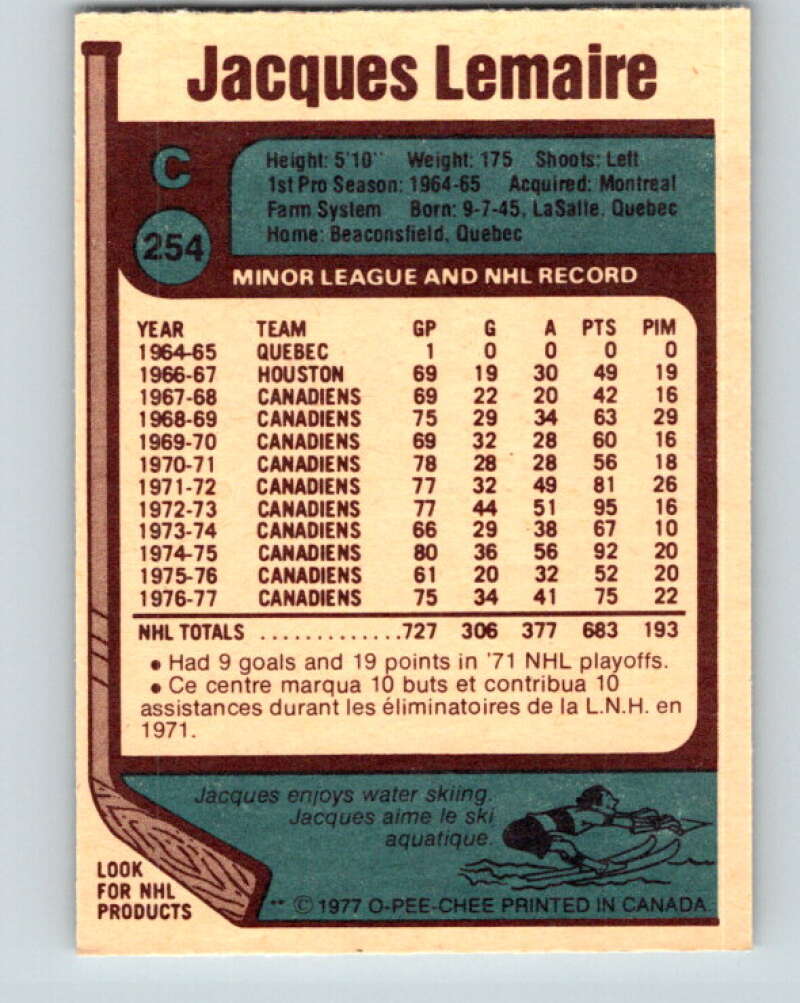 Jacques Lemaire
C
254
Height: 5'10" Weight: 175 Shoots: Left
1st Pro Season: 1964-65 Acquired: Montreal
Farm System Born: 9-7-45, LaSalle, Quebec
Home: Beaconsfield, Quebec
MINOR LEAGUE AND NHL RECORD
YEAR TEAM GP G A PTS PIM
1964-65 QUEBEC 1 0 0 0 0
1966-67 HOUSTON 69 19 30 49 19
1967-68 CANADIENS 69 22 20 42 16
1968-69 CANADIENS 75 29 34 63 29
1969-70 CANADIENS 69 32 28 60 16
1970-71 CANADIENS 78 28 28 56 18
1971-72 CANADIENS 77 32 49 81 26
1972-73 CANADIENS 77 44 51 95 16
1973-74 CANADIENS 66 29 38 67 10
1974-75 CANADIENS 80 36 56 92 20
1975-76 CANADIENS 61 20 32 52 20
1976-77 CANADIENS 75 34 41 75 22
NHL TOTALS ..............727 306 377 683 193
• Had 9 goals and 19 points in '71 NHL playoffs.
• Ce centre marqua 10 buts et contribua 10
assistances durant les éliminatoires de la L.N.H. en
1971.
Jacques enjoys water skiing.
Jacques aime le ski
aquatique.
LOOK
FOR NHL
PRODUCTS
** © 1977 O-PEE-CHEE PRINTED IN CANADA